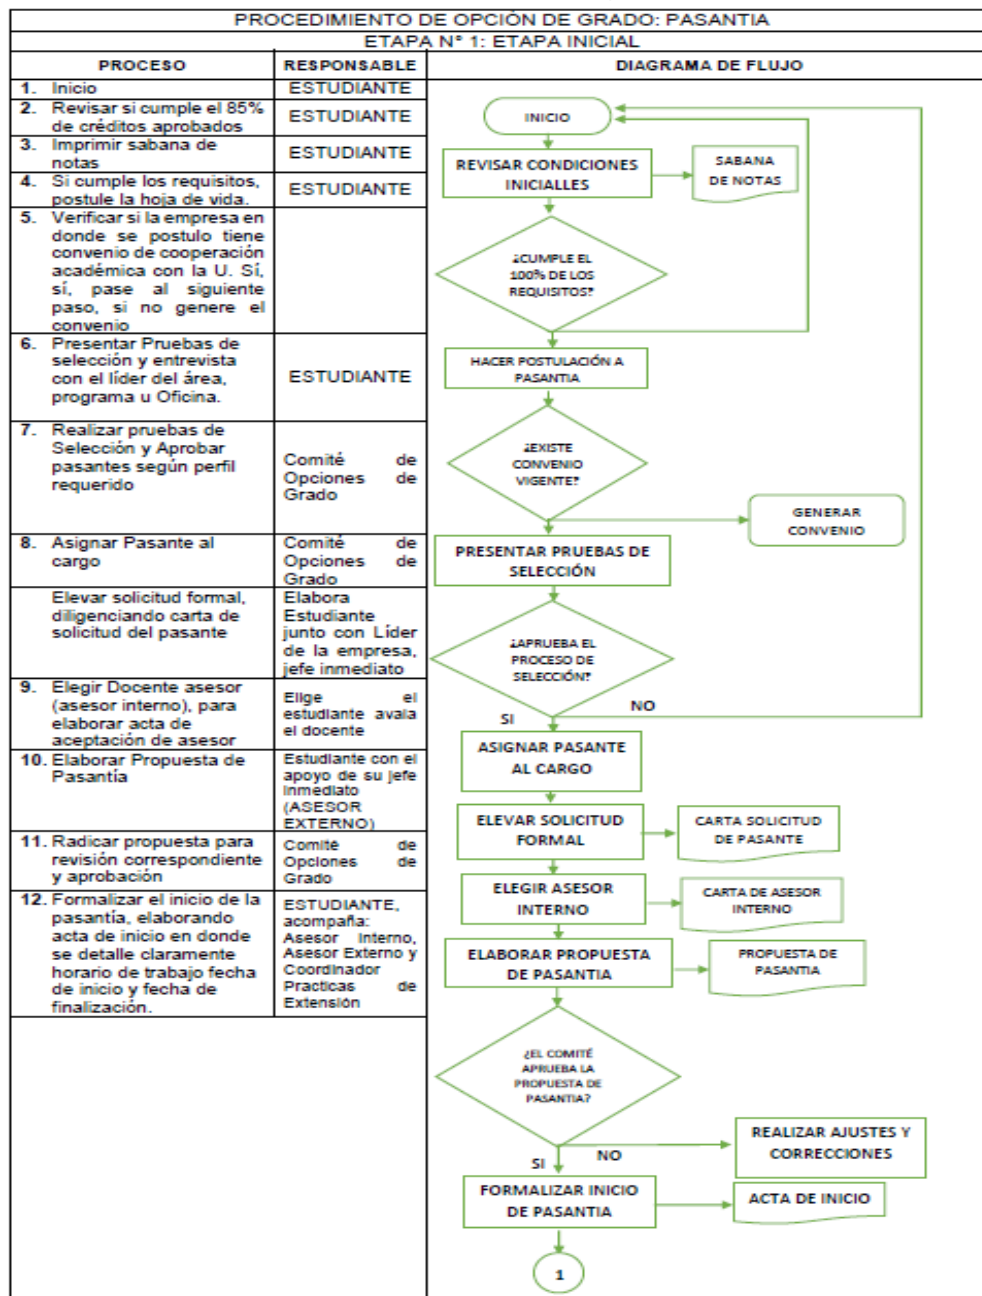 PROCEDIMIENTO DE OPCIÓN DE GRADO: PASANTIA
ETAPA N° 1: ETAPA INICIAL
PROCESO
RESPONSABLE
DIAGRAMA DE FLUJO
1. Inicio
ESTUDIANTE
2. Revisar si cumple el 85%
de créditos aprobados
ESTUDIANTE
3. Imprimir sabana de
notas
ESTUDIANTE
4. Si cumple los requisitos,
postule la hoja de vida.
ESTUDIANTE
5. Verificar si la empresa en
donde se postulo tiene
convenio de cooperación
académica con la U. Sí,
sí, pase al siguiente
paso, si no genere el
convenio
6. Presentar Pruebas de
selección y entrevista
con el líder del área,
programa u Oficina.
ESTUDIANTE
7. Realizar pruebas de
Selección y Aprobar
pasantes según perfil
requerido
Comité de
Opciones de
Grado
8. Asignar Pasante al
cargo
Comité de
Opciones de
Grado
Elevar solicitud formal,
diligenciando carta de
solicitud del pasante
Elabora
Estudiante
junto con Líder
de la empresa,
jefe inmediato
9. Elegir Docente asesor
(asesor interno), para
elaborar acta de
aceptación de asesor
Elige el
estudiante avala
el docente
10. Elaborar Propuesta de
Pasantía
Estudiante con el
apoyo de su jefe
inmediato
(ASESOR
EXTERNO)
11. Radicar propuesta para
revisión correspondiente
y aprobación
Comité de
Opciones de
Grado
12. Formalizar el inicio de la
pasantía, elaborando
acta de inicio en donde
se detalle claramente
horario de trabajo fecha
de inicio y fecha de
finalización.
ESTUDIANTE,
acompaña:
Asesor Interno,
Asesor Externo y
Coordinador
Practicas de
Extensión
INICIO
REVISAR CONDICIONES
INICIALLES
SABANA
DE NOTAS
¿CUMPLE EL
100% DE LOS
REQUISITOS?
HACER POSTULACIÓN A
PASANTIA
¿EXISTE
CONVENIO
VIGENTE?
GENERAR
CONVENIO
PRESENTAR PRUEBAS DE
SELECCIÓN
¿APRUEBA EL
PROCESO DE
SELECCIÓN?
SI
NO
ASIGNAR PASANTE
AL CARGO
ELEVAR SOLICITUD
FORMAL
CARTA SOLICITUD
DE PASANTE
ELEGIR ASESOR
INTERNO
CARTA DE ASESOR
INTERNO
ELABORAR PROPUESTA
DE PASANTIA
PROPUESTA DE
PASANTIA
¿EL COMITÉ
APRUEBA LA
PROPUESTA DE
PASANTIA?
SI
NO
REALIZAR AJUSTES Y
CORRECCIONES
FORMALIZAR INICIO
DE PASANTIA
ACTA DE INICIO
1